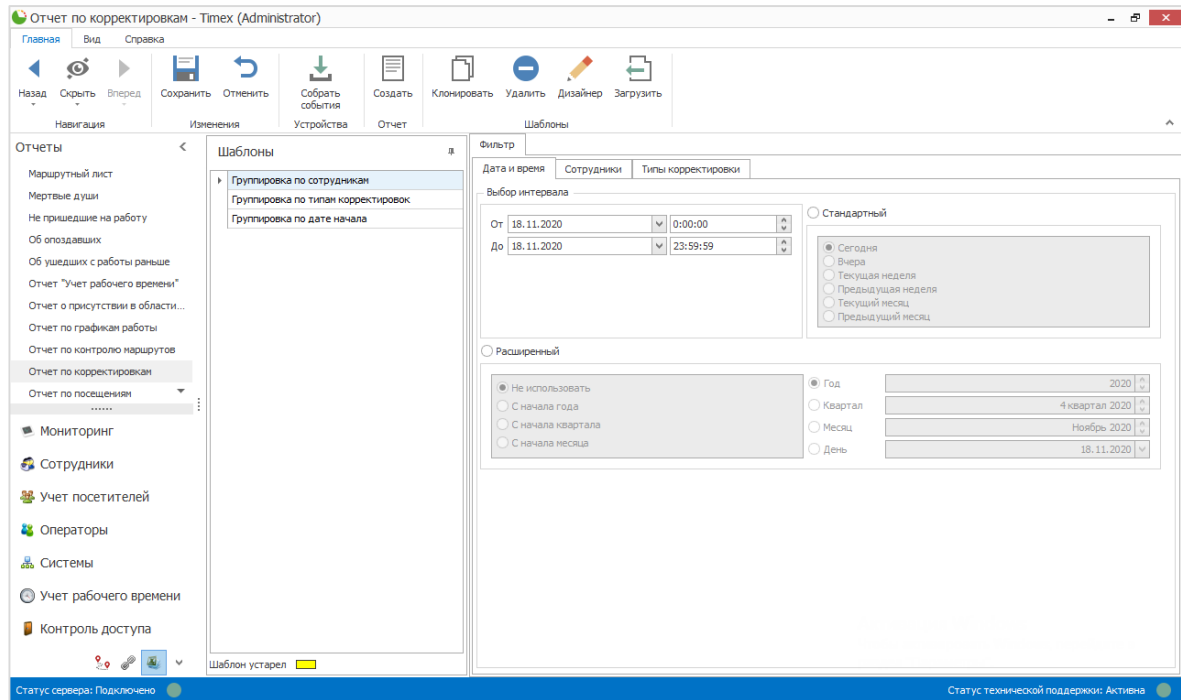 Отчет по корректировкам - Timex (Administrator)
Главная Вид Справка
Назад Скрыть Вперед Сохранить Отменить Собрать события Создать Клонировать Удалить Дизайнер Загрузить
Навигация Изменения Устройства Отчет Шаблоны
Отчеты
Маршрутный лист
Мертвые души
Не пришедшие на работу
Об опоздавших
Об ушедших с работы раньше
Отчет "Учет рабочего времени"
Отчет о присутствии в области...
Отчет по графикам работы
Отчет по контролю маршрутов
Отчет по корректировкам
Отчет по посещениям
Мониторинг
Сотрудники
Учет посетителей
Операторы
Системы
Учет рабочего времени
Контроль доступа
Шаблоны
Группировка по сотрудникам
Группировка по типам корректировок
Группировка по дате начала
Шаблон устарел
Фильтр
Дата и время Сотрудники Типы корректировки
Выбор интервала
От 18.11.2020 0:00:00
До 18.11.2020 23:59:59
Стандартный
Сегодня
Вчера
Текущая неделя
Предыдущая неделя
Текущий месяц
Предыдущий месяц
Расширенный
Не использовать
С начала года
С начала квартала
С начала месяца
Год 2020
Квартал 4 квартал 2020
Месяц Ноябрь 2020
День 18.11.2020
Статус сервера: Подключено Статус технической поддержки: Активна